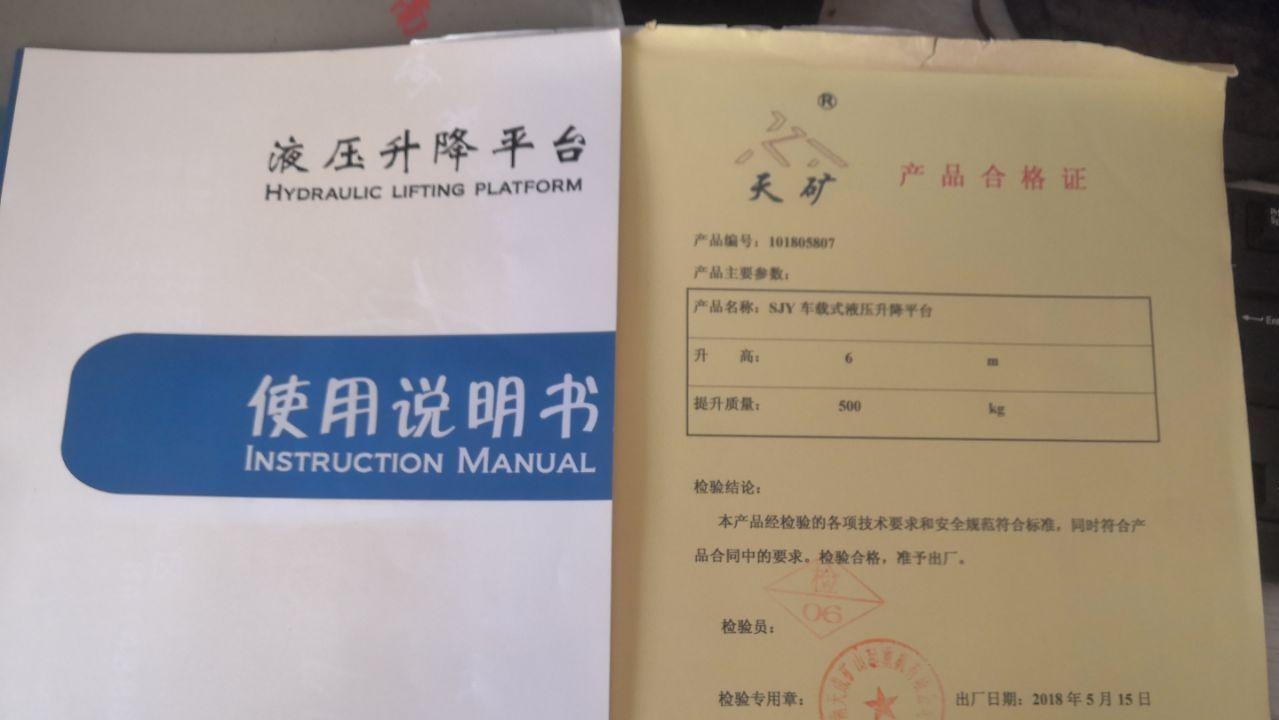 液压升降平台
HYDRAULIC LIFTING PLATFORM
使用说明书
INSTRUCTION MANUAL
®
天矿
产品合格证
产品编号：101805807
产品主要参数：
产品名称：SJY 车载式液压升降平台
升 高： 6 m
提升质量： 500 kg
检验结论：
本产品经检验的各项技术要求和安全规范符合标准，同时符合产
品合同中的要求。检验合格，准予出厂。
检
06
检验员：
检验专用章：
出厂日期：2018 年 5 月 15 日